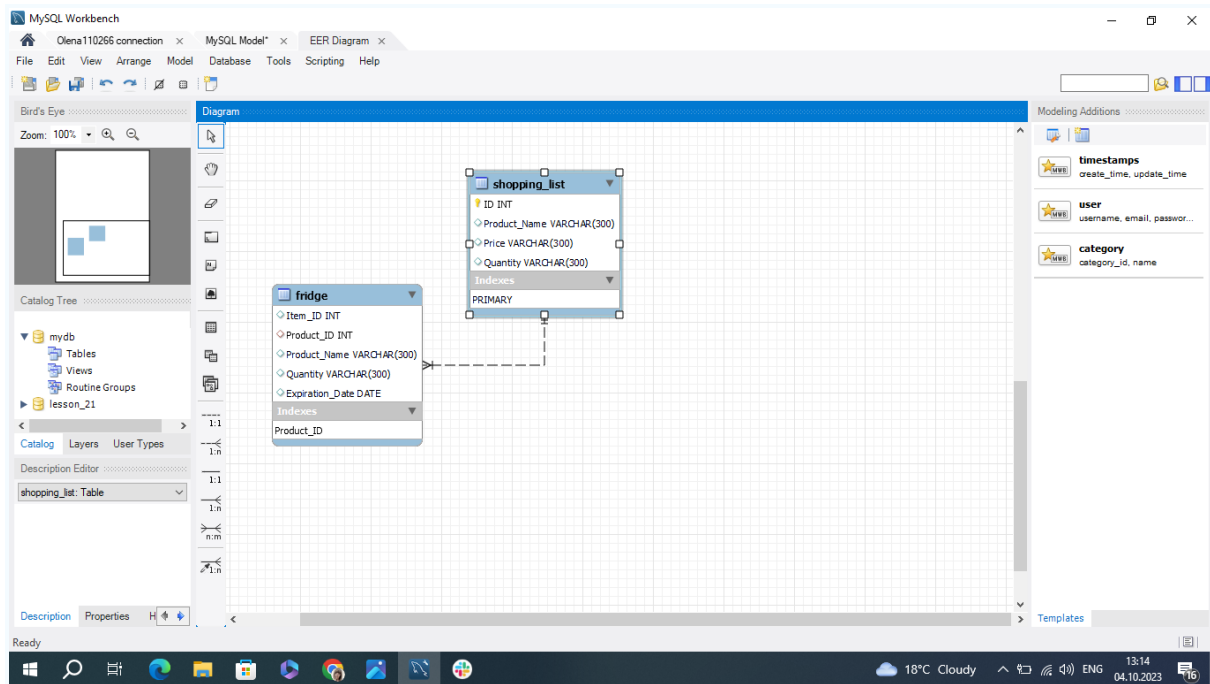 MySQL Workbench
Olena110266 connection × MySQL Model* × EER Diagram ×
File Edit View Arrange Model Database Tools Scripting Help
Bird's Eye
Zoom: 100%
Catalog Tree
mydb
Tables
Views
Routine Groups
lesson_21
Catalog Layers User Types
Description Editor
shopping_list: Table
Description Properties H
Ready
Diagram
1:1
1:n
1:1
1:n
n:m
1:n
shopping_list
ID INT
Product_Name VARCHAR(300)
Price VARCHAR(300)
Quantity VARCHAR(300)
Indexes
PRIMARY
fridge
Item_ID INT
Product_ID INT
Product_Name VARCHAR(300)
Quantity VARCHAR(300)
Expiration_Date DATE
Indexes
Product_ID
Modeling Additions
timestamps
create_time, update_time
user
username, email, passwor...
category
category_id, name
Templates
18°C Cloudy ENG 13:14
04.10.2023
16